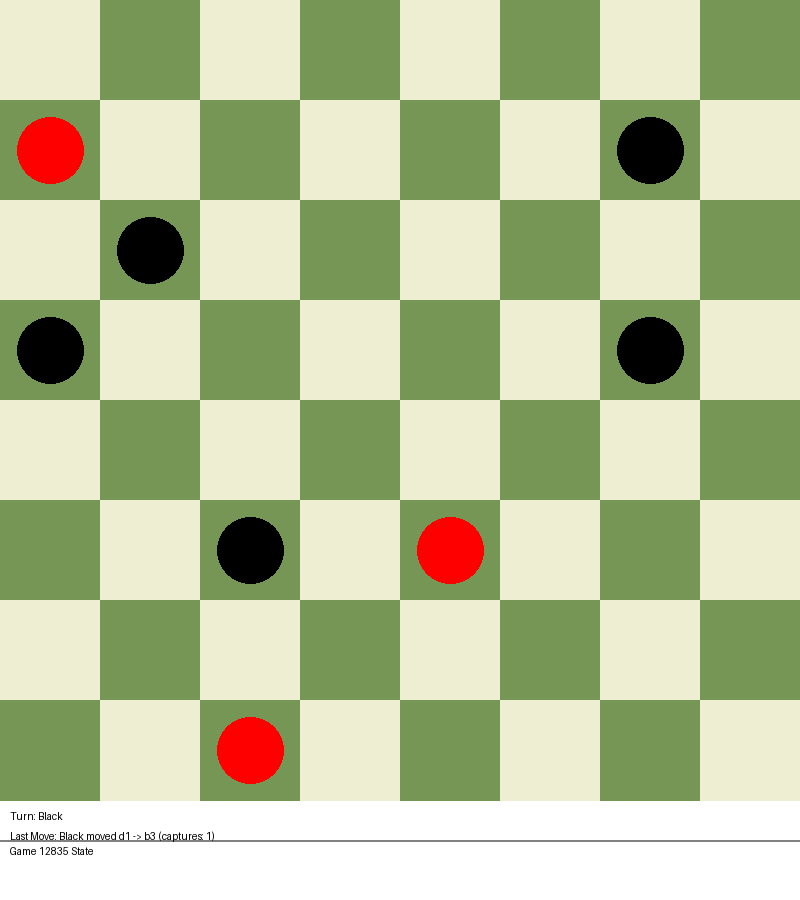 Turn: Black
Last Move: Black moved d1 -> b3 (captures: 1)
Game 12835 State